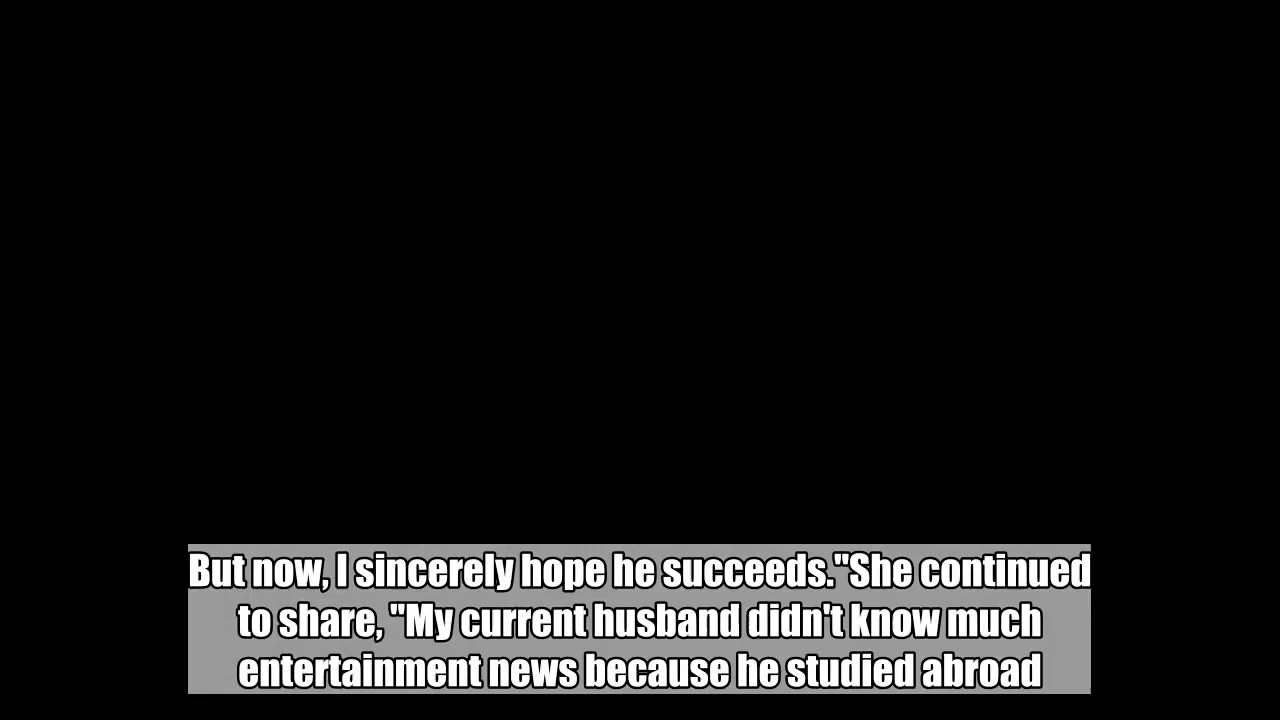 But now, I sincerely hope he succeeds."She continued
to share, "My current husband didn't know much
entertainment news because he studied abroad